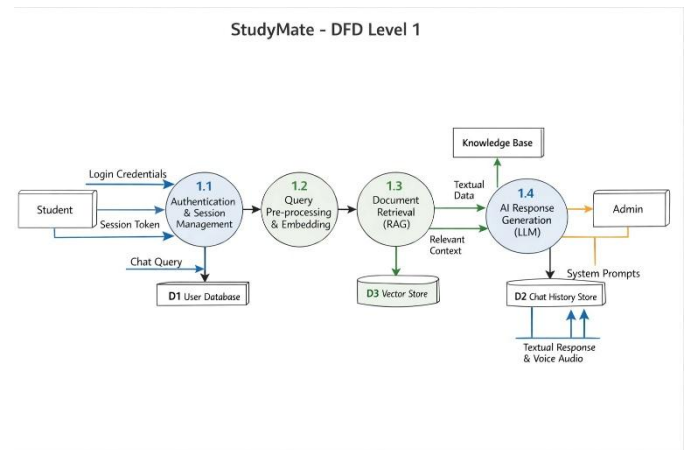 StudyMate - DFD Level 1
Knowledge Base
Login Credentials
Student
Session Token
Chat Query
1.1
Authentication
& Session
Management
D1 User Database
1.2
Query
Pre-processing
& Embedding
1.3
Document
Retrieval
(RAG)
D3 Vector Store
Textual
Data
Relevant
Context
1.4
AI Response
Generation
(LLM)
Admin
System Prompts
D2 Chat History Store
Textual Response
& Voice Audio